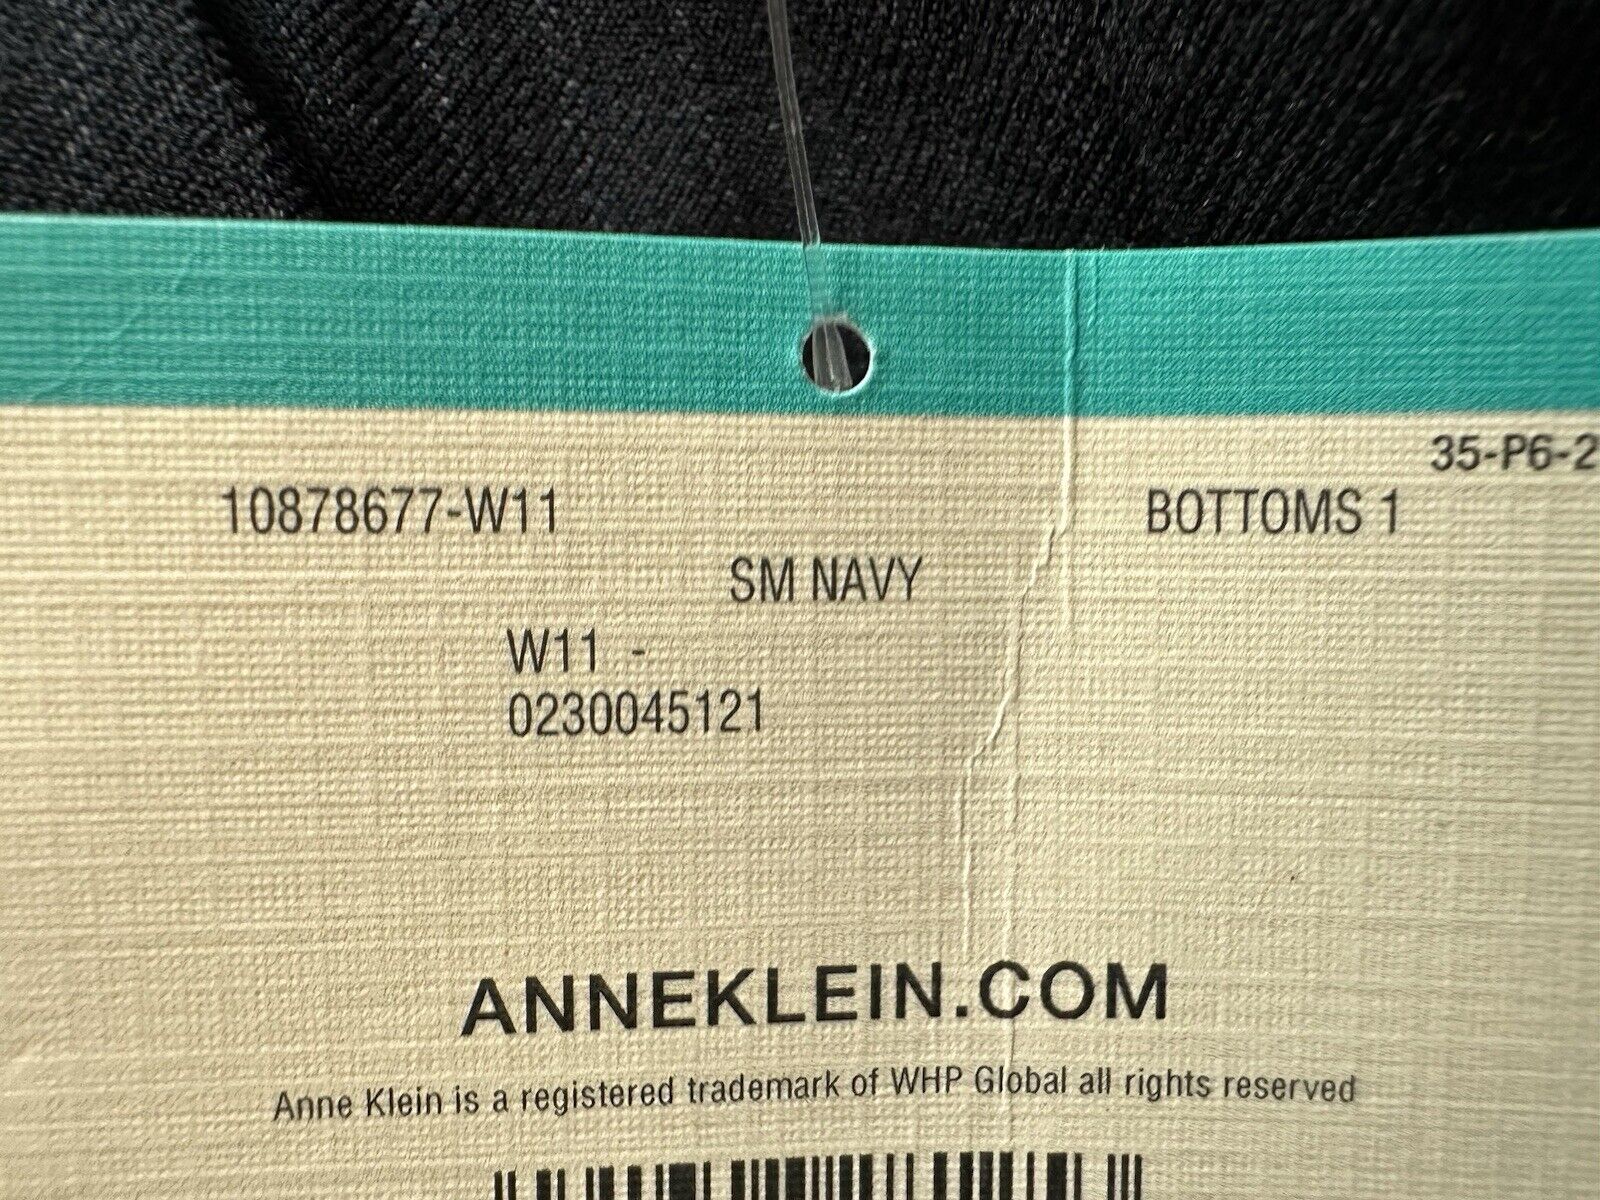 35-P6-2
10878677-W11 BOTTOMS 1
SM NAVY
W11 -
0230045121
ANNEKLEIN.COM
Anne Klein is a registered trademark of WHP Global all rights reserved